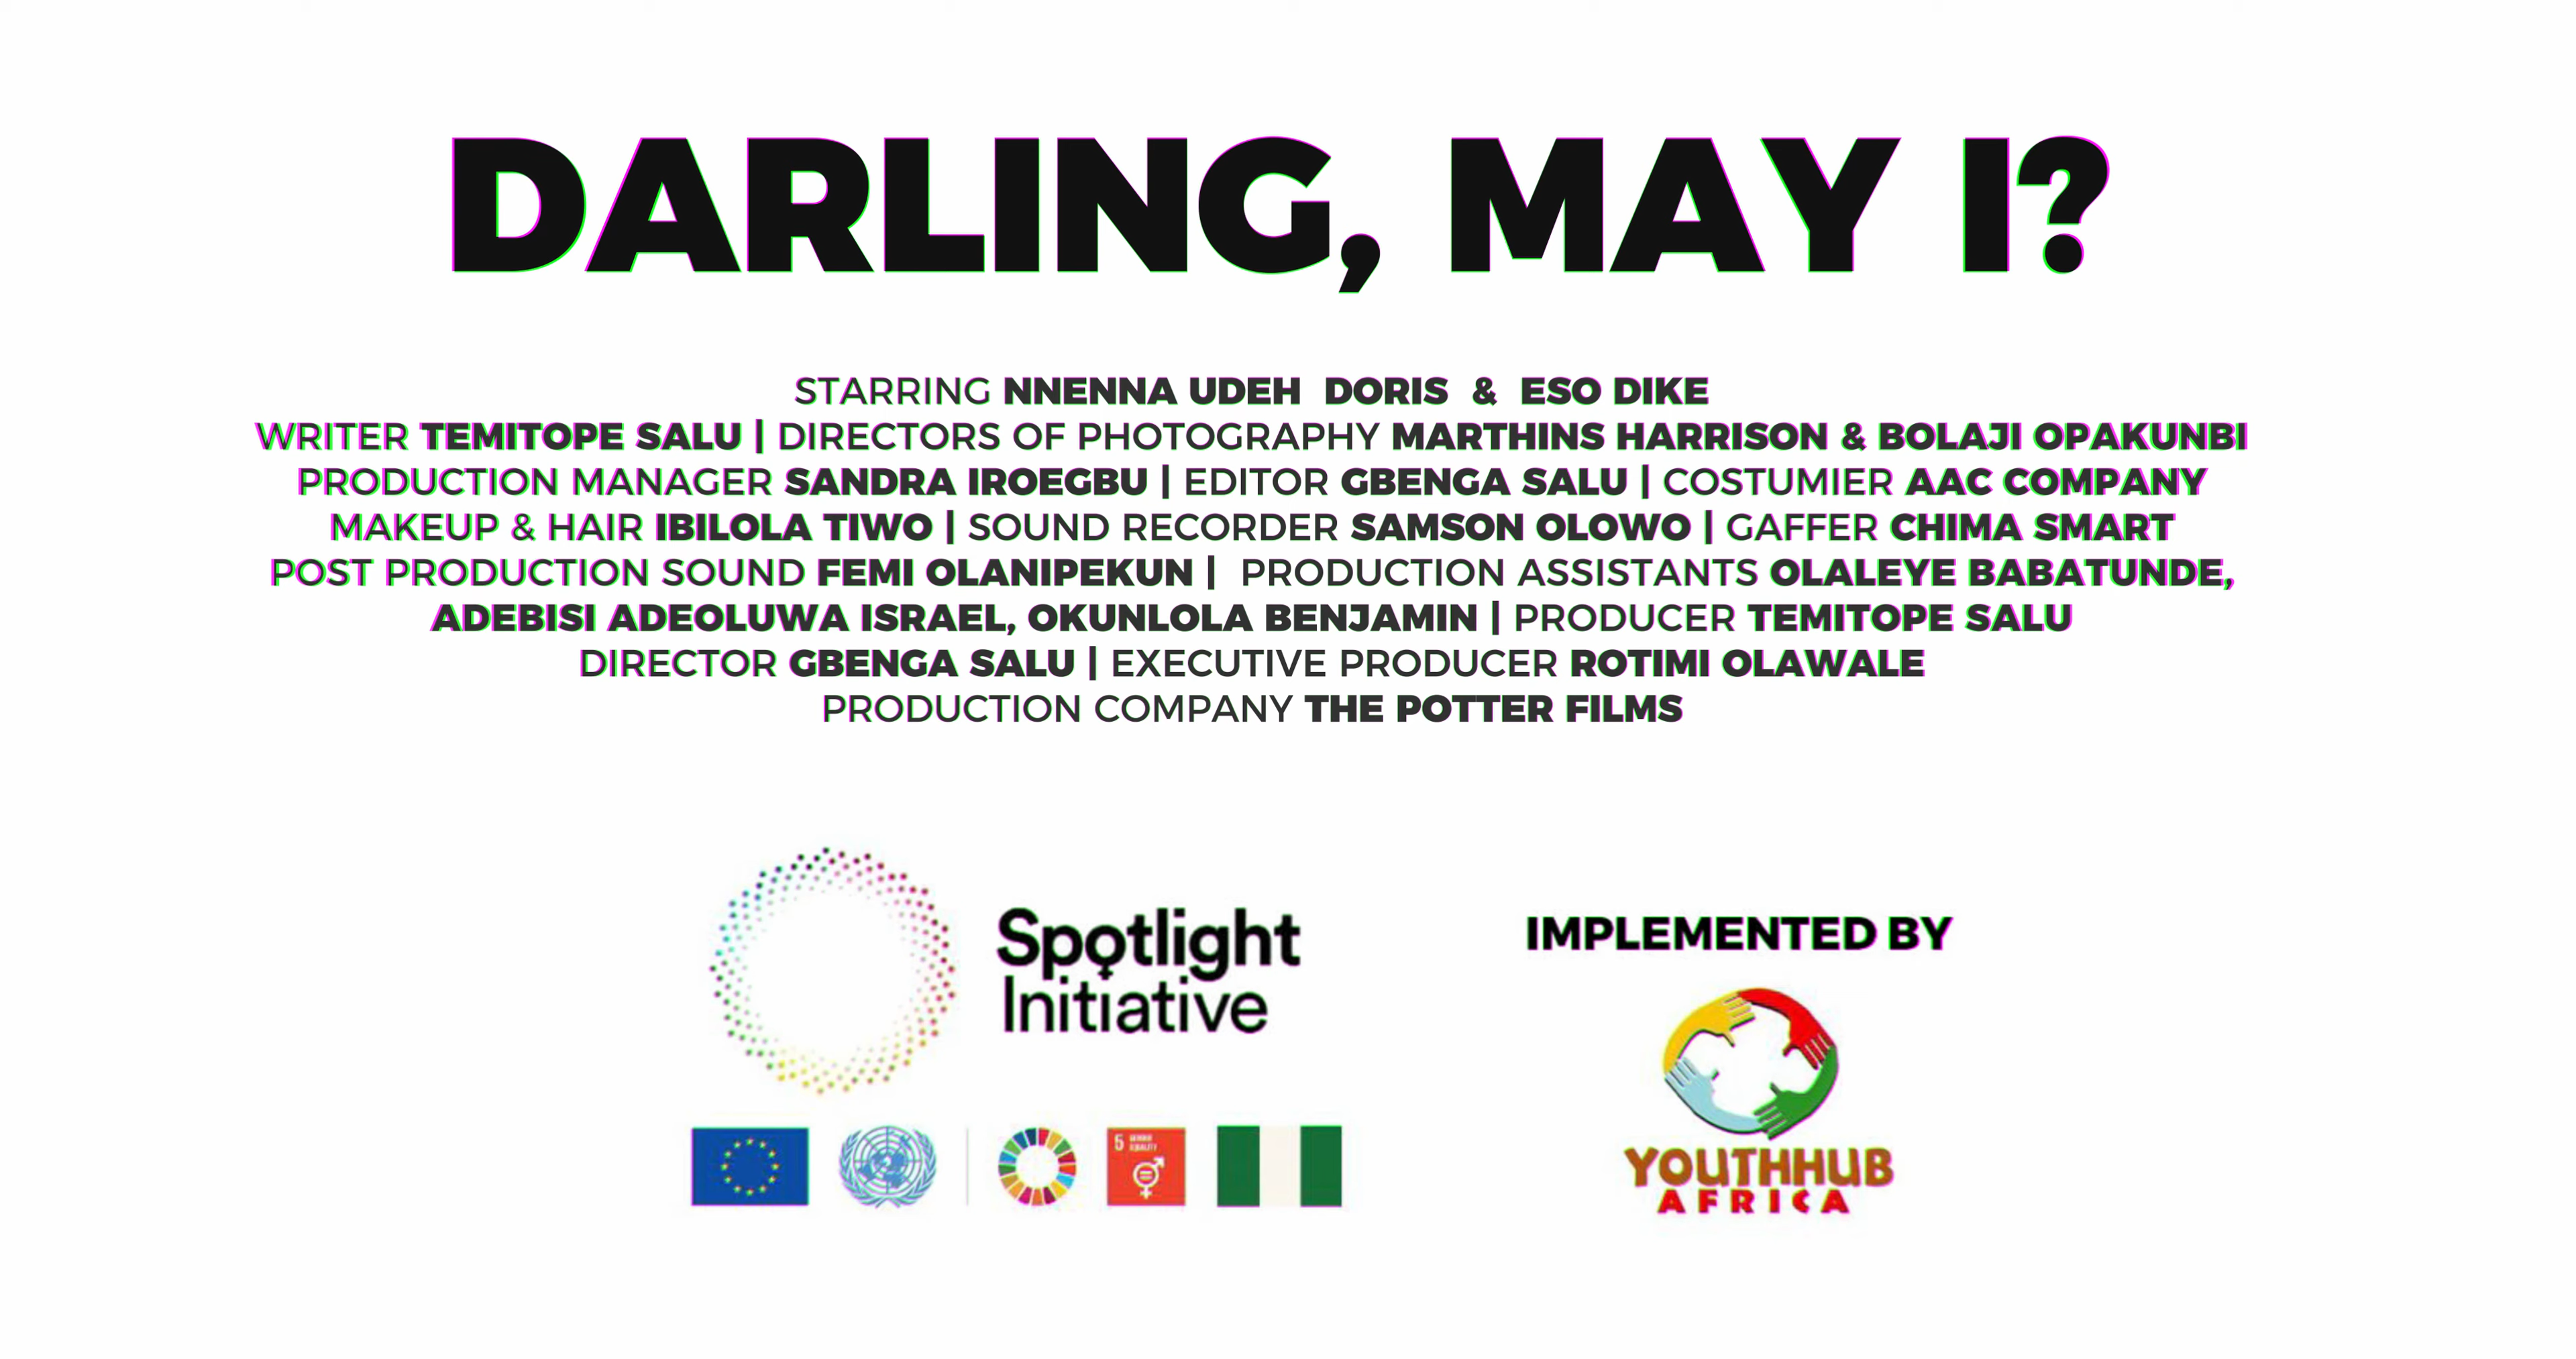 DARLING, MAY I?
STARRING NNENNA UDEH DORIS & ESO DIKE
WRITER TEMITOPE SALU | DIRECTORS OF PHOTOGRAPHY MARTHINS HARRISON & BOLAJI OPAKUNBI
PRODUCTION MANAGER SANDRA IROEGBU | EDITOR GBENGA SALU | COSTUMIER AAC COMPANY
MAKEUP & HAIR IBILOLA TIWO | SOUND RECORDER SAMSON OLOWO | GAFFER CHIMA SMART
POST PRODUCTION SOUND FEMI OLANIPEKUN | PRODUCTION ASSISTANTS OLALEYE BABATUNDE,
ADEBISI ADEOLUWA ISRAEL, OKUNLOLA BENJAMIN | PRODUCER TEMITOPE SALU
DIRECTOR GBENGA SALU | EXECUTIVE PRODUCER ROTIMI OLAWALE
PRODUCTION COMPANY THE POTTER FILMS
Spotlight
Initiative
5 GENDER
EQUALITY
IMPLEMENTED BY
YOUTHHUB
AFRICA